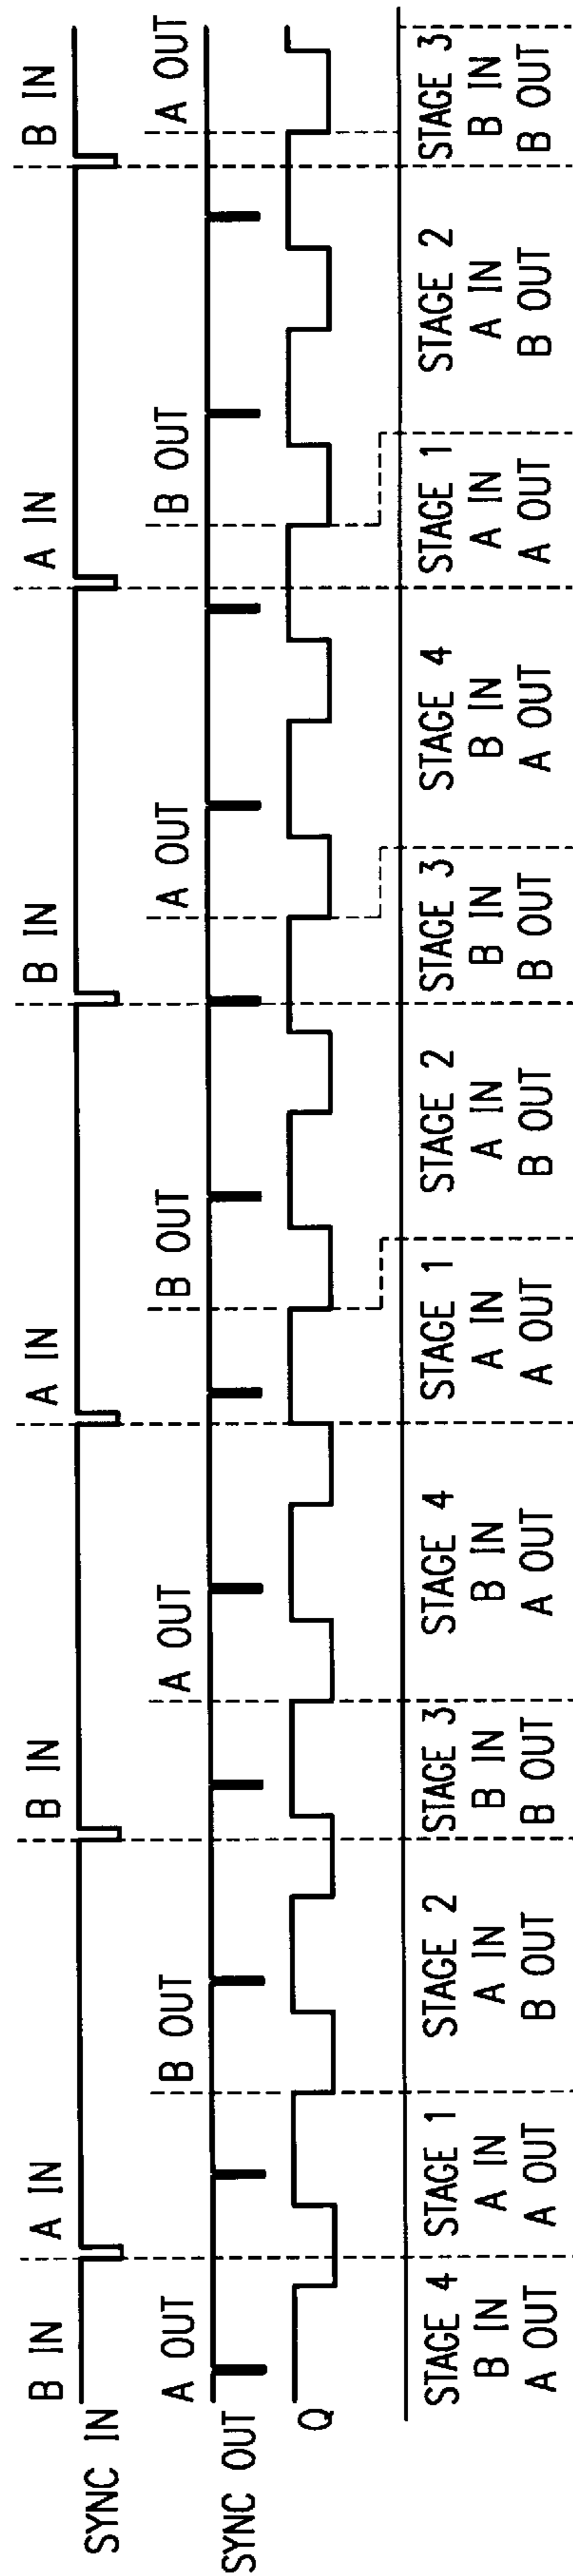 B IN A IN B IN A IN B IN A IN B IN
SYNC IN
A OUT B OUT A OUT B OUT A OUT B OUT A OUT
SYNC OUT
Q
STAGE 4 STAGE 1 STAGE 2 STAGE 3 STAGE 4 STAGE 1 STAGE 2 STAGE 3 STAGE 4 STAGE 1 STAGE 2 STAGE 3
B IN A IN A IN B IN B IN A IN A IN B IN B IN A IN A IN B IN
A OUT A OUT B OUT B OUT A OUT A OUT B OUT B OUT A OUT A OUT B OUT B OUT